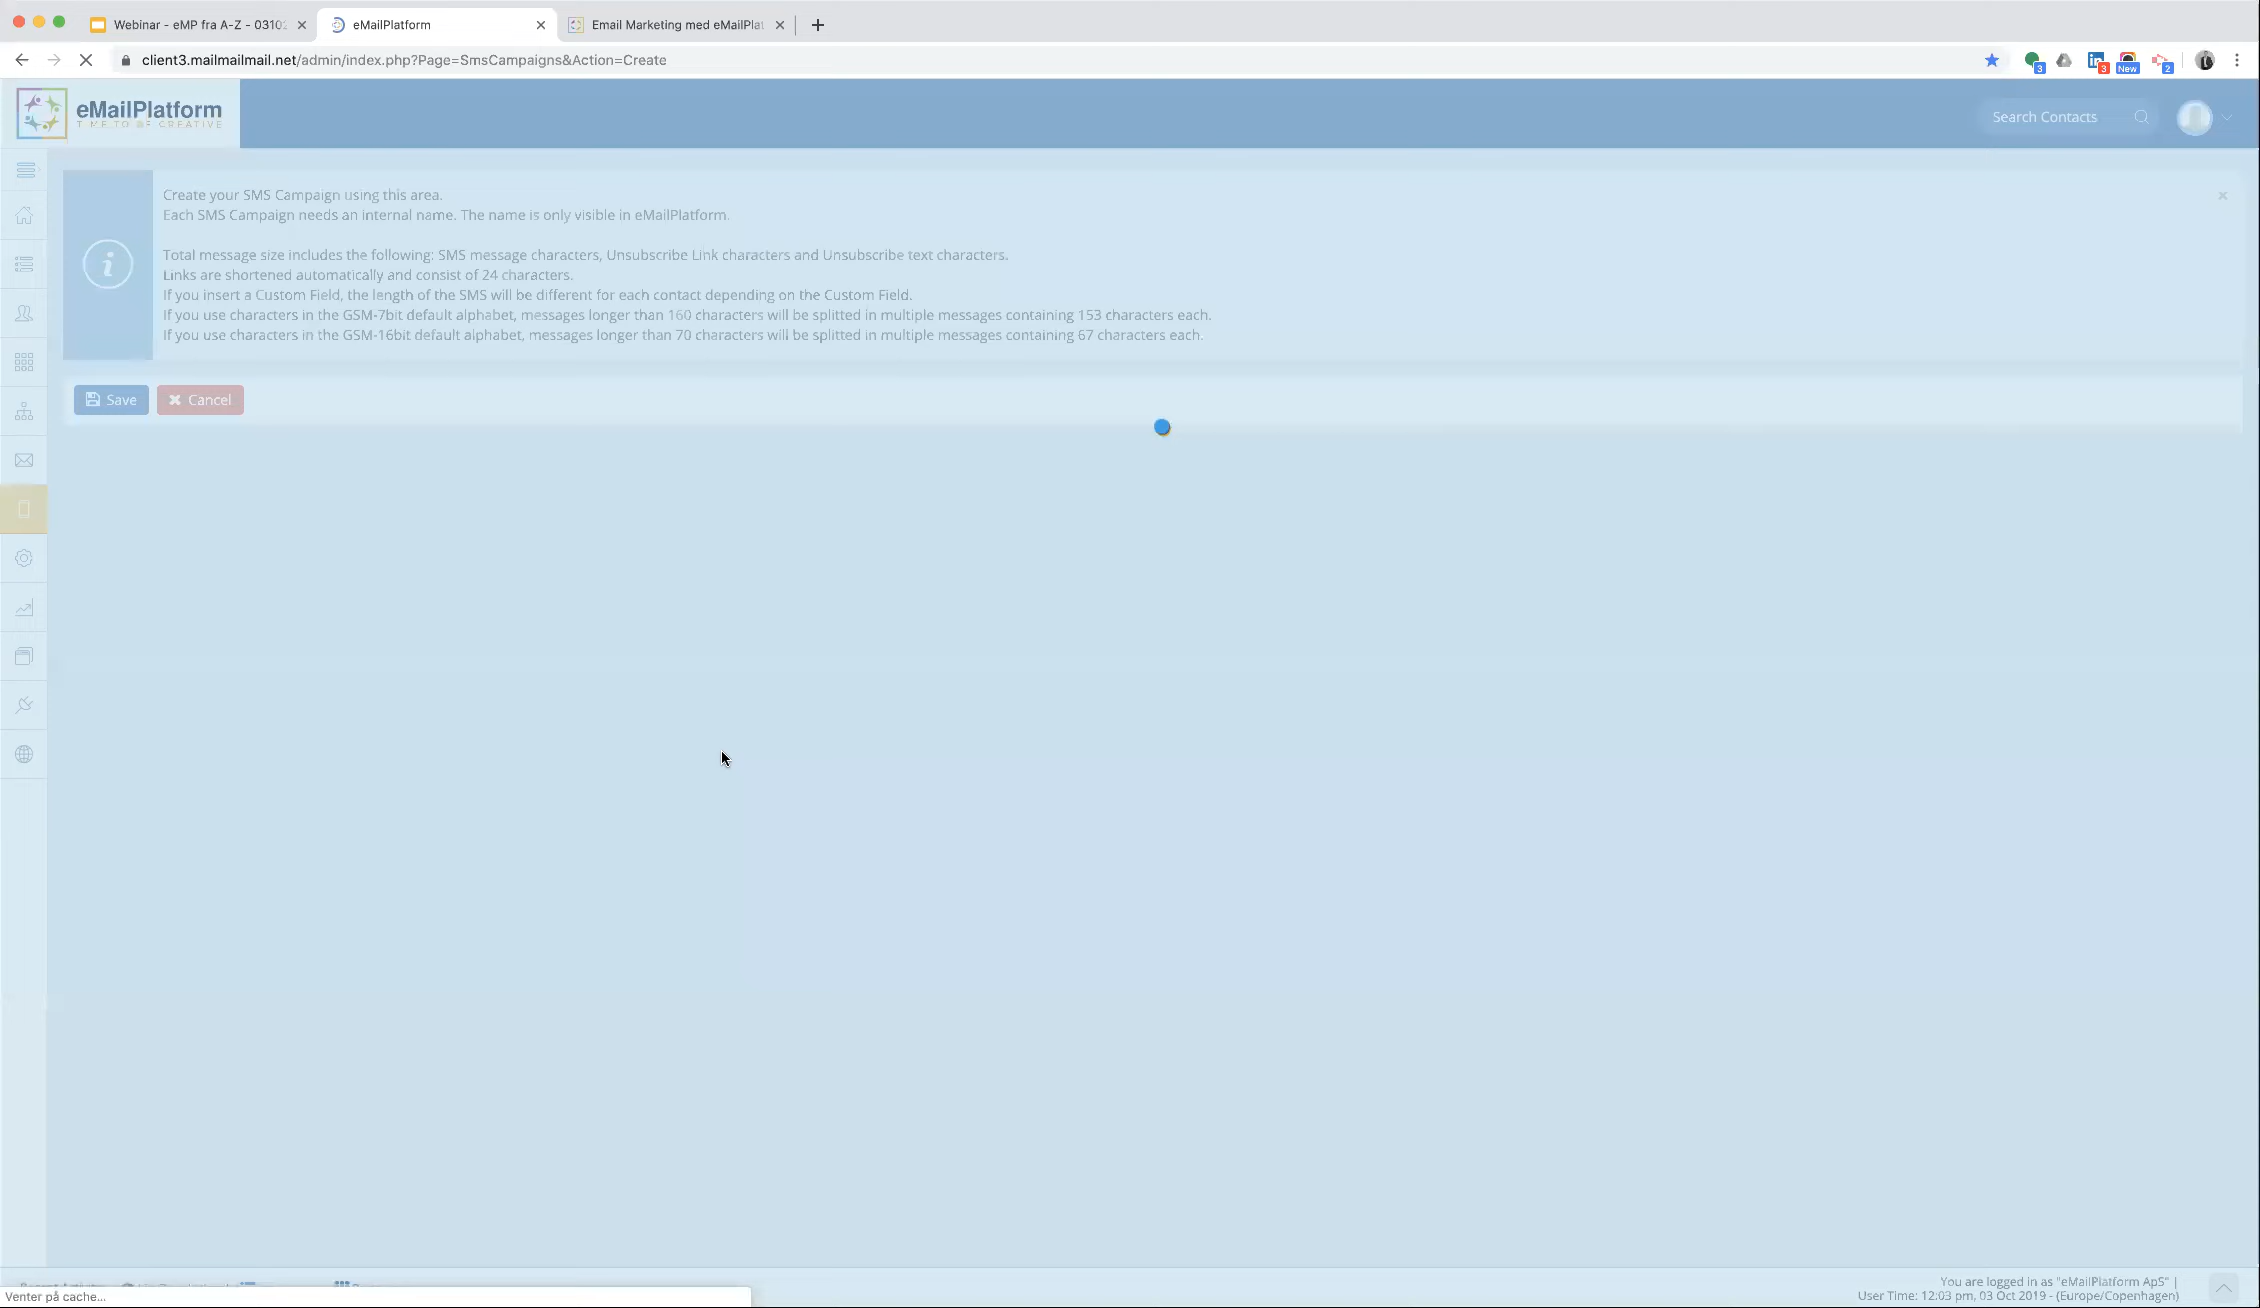 Webinar - eMP fra A-Z - 0310
eMailPlatform
Email Marketing med eMailPlat
client3.mailmailmail.net/admin/index.php?Page=SmsCampaigns&Action=Create
3
3
New
2
eMailPlatform
TIME TO BE CREATIVE
Search Contacts
Create your SMS Campaign using this area.
Each SMS Campaign needs an internal name. The name is only visible in eMailPlatform.
Total message size includes the following: SMS message characters, Unsubscribe Link characters and Unsubscribe text characters.
Links are shortened automatically and consist of 24 characters.
If you insert a Custom Field, the length of the SMS will be different for each contact depending on the Custom Field.
If you use characters in the GSM-7bit default alphabet, messages longer than 160 characters will be splitted in multiple messages containing 153 characters each.
If you use characters in the GSM-16bit default alphabet, messages longer than 70 characters will be splitted in multiple messages containing 67 characters each.
Save
Cancel
You are logged in as "eMailPlatform ApS" |
User Time: 12:03 pm, 03 Oct 2019 - (Europe/Copenhagen)
Venter på cache...